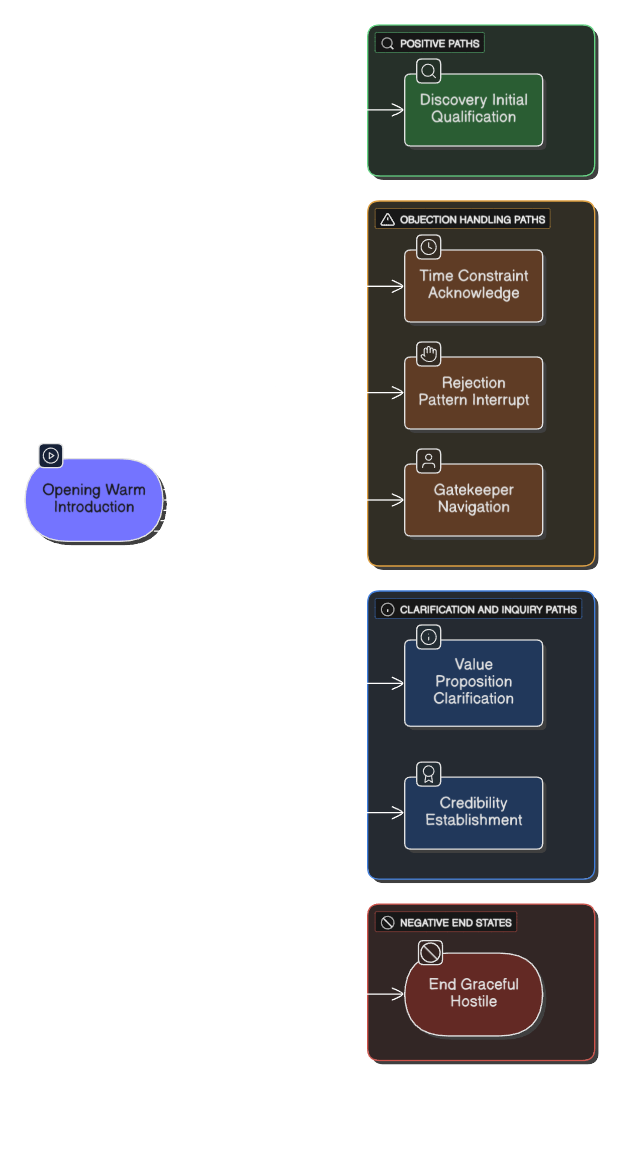 POSITIVE PATHS
Discovery Initial
Qualification
OBJECTION HANDLING PATHS
Time Constraint
Acknowledge
Rejection
Pattern Interrupt
Gatekeeper
Navigation
Opening Warm
Introduction
CLARIFICATION AND INQUIRY PATHS
Value
Proposition
Clarification
Credibility
Establishment
NEGATIVE END STATES
End Graceful
Hostile